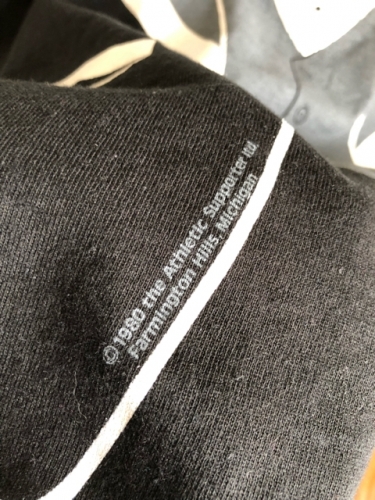 © 1980 the Athletic Supporter ltd
Farmington Hills, Michigan